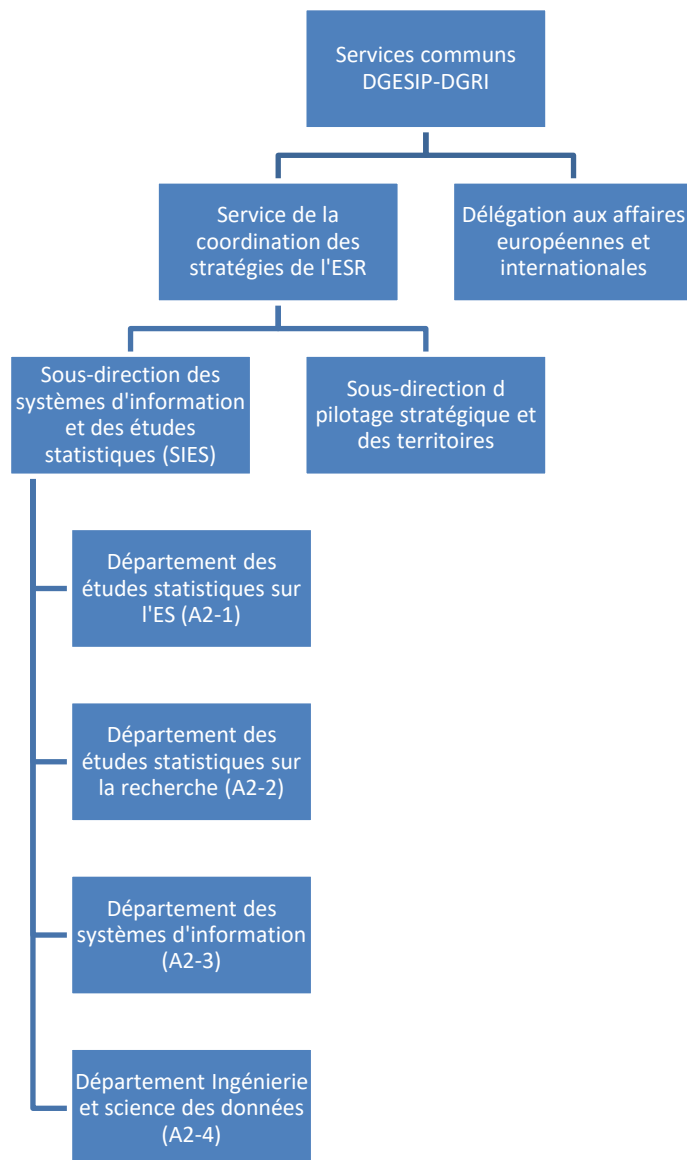 Services communs
DGESIP-DGRI
Service de la
coordination des
stratégies de l'ESR
Délégation aux affaires
européennes et
internationales
Sous-direction des
systèmes d'information
et des études
statistiques (SIES)
Sous-direction d
pilotage stratégique et
des territoires
Département des
études statistiques sur
l'ES (A2-1)
Département des
études statistiques sur
la recherche (A2-2)
Département des
systèmes d'information
(A2-3)
Département Ingénierie
et science des données
(A2-4)